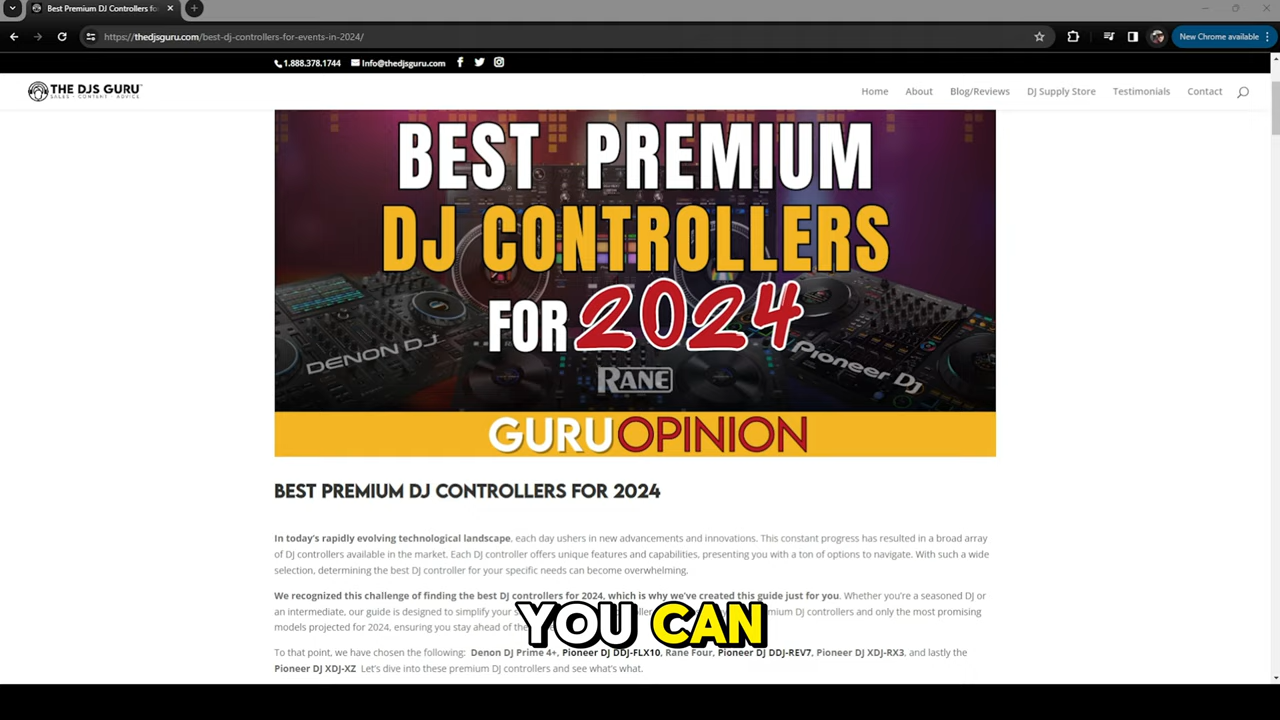 Best Premium DJ Controllers fo
New Chrome available
https://thedjsguru.com/best-dj-controllers-for-events-in-2024/
1.888.378.1744 Info@thedjsguru.com
THE DJS GURU
SALES · CONTENT · ADVICE
Home About Blog/Reviews DJ Supply Store Testimonials Contact
BEST PREMIUM
DJ CONTROLLERS
FOR 2024
DENON DJ
Pioneer DJ
RANE
GURUOPINION
BEST PREMIUM DJ CONTROLLERS FOR 2024
In today's rapidly evolving technological landscape, each day ushers in new advancements and innovations. This constant progress has resulted in a broad array
of DJ controllers available in the market. Each DJ controller offers unique features and capabilities, presenting you with a ton of options to navigate. With such a wide
selection, determining the best DJ controller for your specific needs can become overwhelming.
We recognized this challenge of finding the best DJ controllers for 2024, which is why we've created this guide just for you. Whether you're a seasoned DJ or
an intermediate, our guide is designed to simplify your premium DJ controllers and only the most promising
models projected for 2024, ensuring you stay ahead of the
YOU CAN
To that point, we have chosen the following: Denon DJ Prime 4+, Pioneer DJ DDJ-FLX10, Rane Four, Pioneer DJ DDJ-REV7, Pioneer DJ XDJ-RX3, and lastly the
Pioneer DJ XDJ-XZ Let's dive into these premium DJ controllers and see what's what.